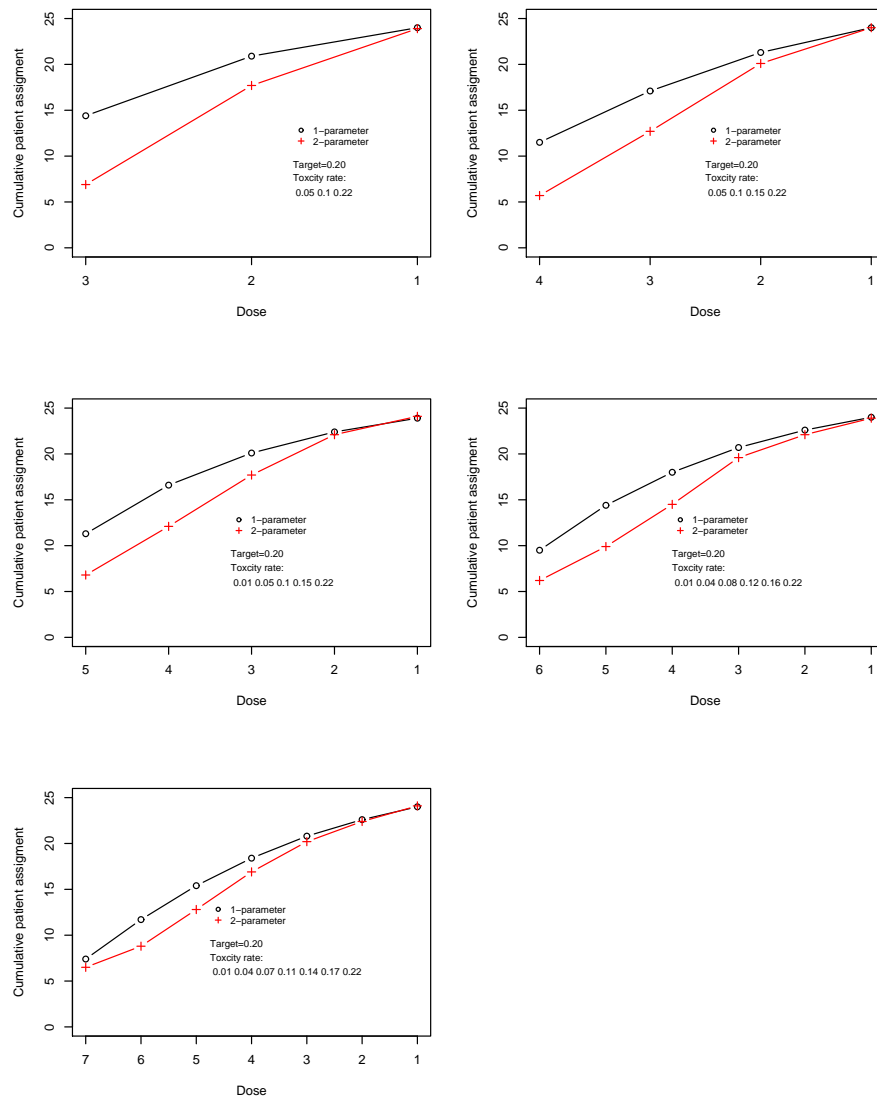 Cumulative patient assigment
0 5 10 15 20 25
1−parameter
2−parameter
Target=0.20
Toxcity rate:
0.05 0.1 0.22
3 2 1
Dose
Cumulative patient assigment
0 5 10 15 20 25
1−parameter
2−parameter
Target=0.20
Toxcity rate:
0.05 0.1 0.15 0.22
4 3 2 1
Dose
Cumulative patient assigment
0 5 10 15 20 25
1−parameter
2−parameter
Target=0.20
Toxcity rate:
0.01 0.05 0.1 0.15 0.22
5 4 3 2 1
Dose
Cumulative patient assigment
0 5 10 15 20 25
1−parameter
2−parameter
Target=0.20
Toxcity rate:
0.01 0.04 0.08 0.12 0.16 0.22
6 5 4 3 2 1
Dose
Cumulative patient assigment
0 5 10 15 20 25
1−parameter
2−parameter
Target=0.20
Toxcity rate:
0.01 0.04 0.07 0.11 0.14 0.17 0.22
7 6 5 4 3 2 1
Dose